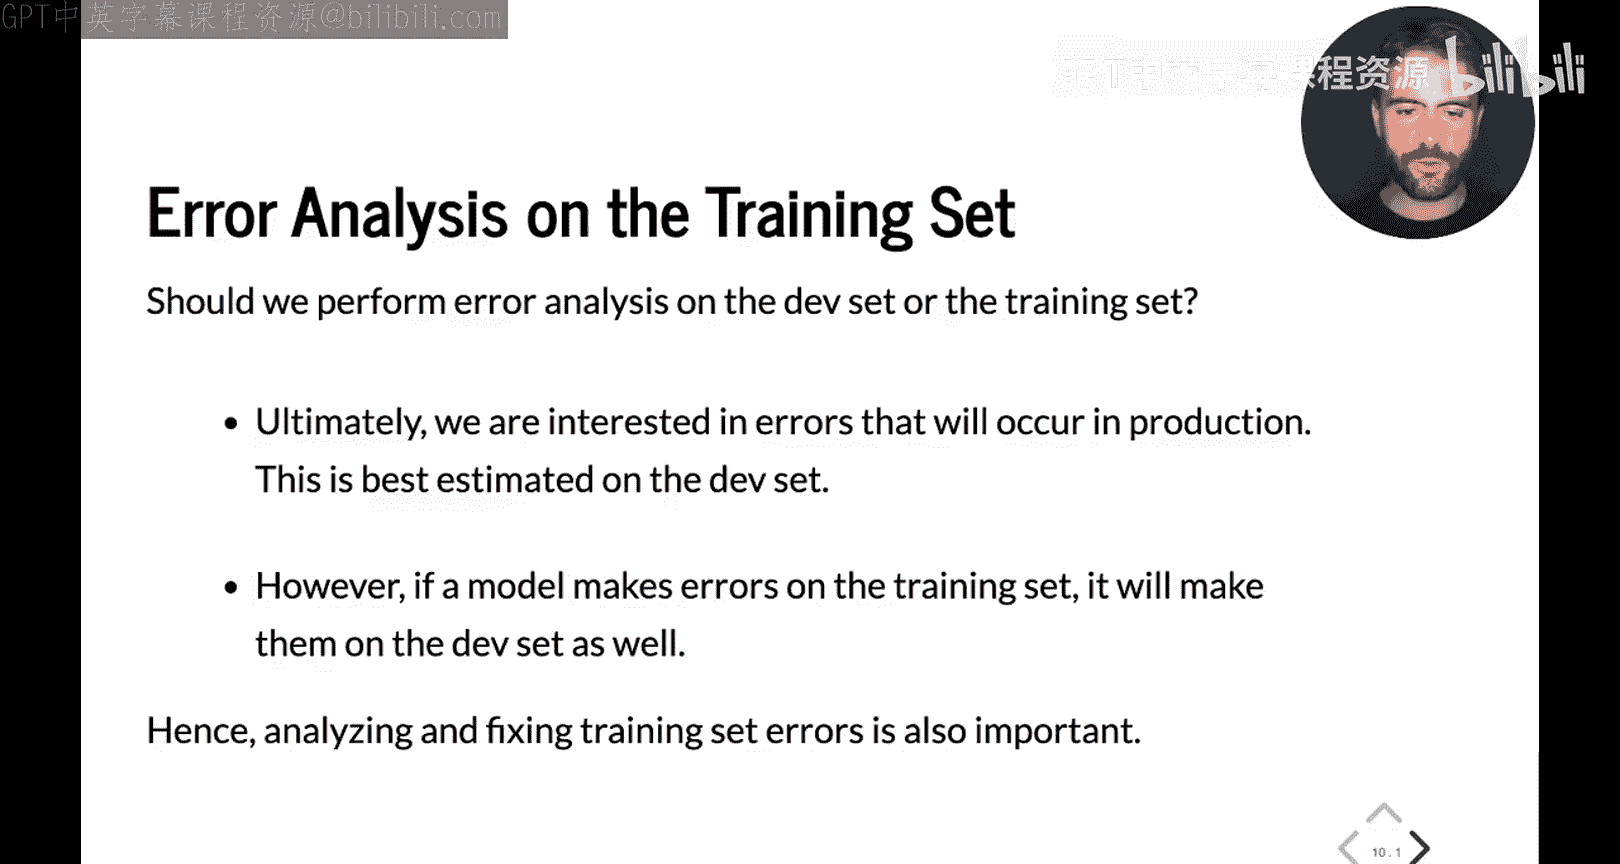 GPT中英字幕课程资源@bilibili.com
课程资源 bilibili
Error Analysis on the Training Set
Should we perform error analysis on the dev set or the training set?
• Ultimately, we are interested in errors that will occur in production.
This is best estimated on the dev set.
• However, if a model makes errors on the training set, it will make
them on the dev set as well.
Hence, analyzing and fixing training set errors is also important.
10.1